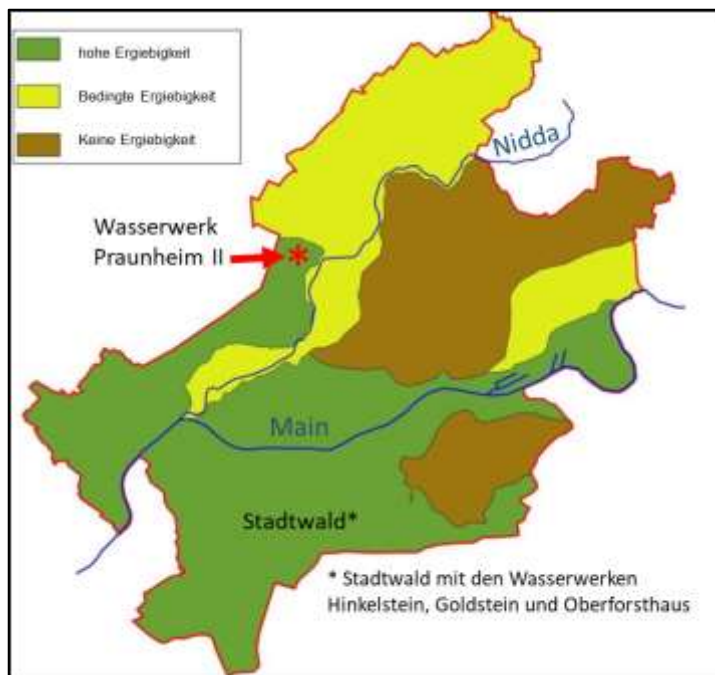 hohe Ergiebigkeit
Bedingte Ergiebigkeit
Keine Ergiebigkeit
Nidda
Wasserwerk
Praunheim II
*
Main
Stadtwald*
* Stadtwald mit den Wasserwerken
Hinkelstein, Goldstein und Oberforsthaus